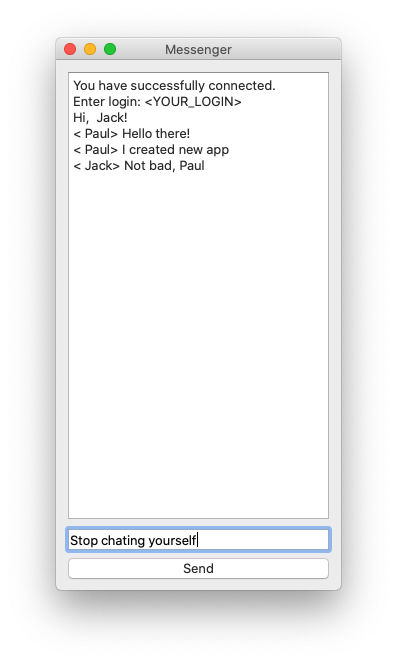 Messenger
You have successfully connected.
Enter login: <YOUR_LOGIN>
Hi,  Jack!
< Paul> Hello there!
< Paul> I created new app
< Jack> Not bad, Paul
Stop chating yourself
Send